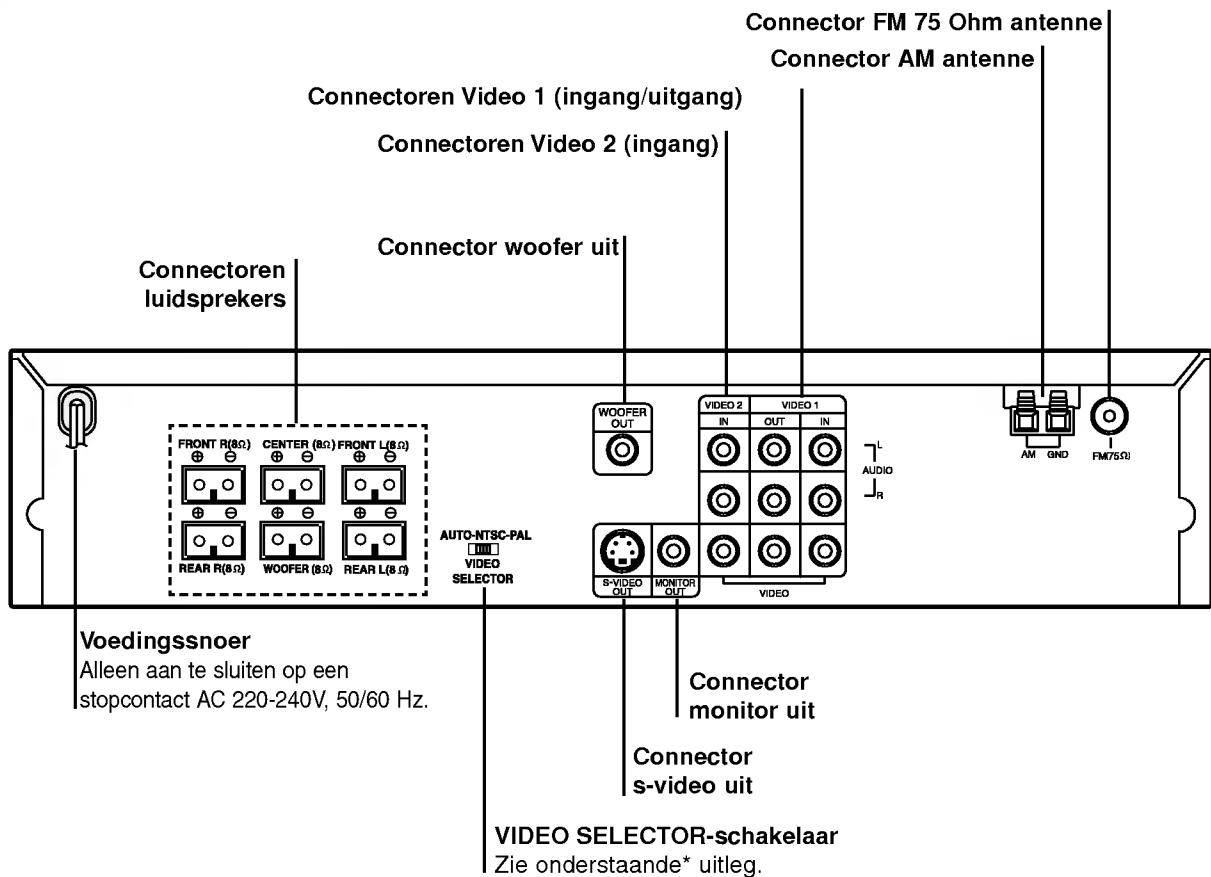 Connector FM 75 Ohm antenne
Connector AM antenne
Connectoren Video 1 (ingang/uitgang)
Connectoren Video 2 (ingang)
Connector woofer uit
Connectoren
luidsprekers
WOOFER
OUT
VIDEO 2
VIDEO 1
IN
OUT
IN
L
AUDIO
R
AM
GND
FM(75Ω)
FRONT R(8Ω)
CENTER (8Ω)
FRONT L(8Ω)
⊕ ⊖ ⊕ ⊖ ⊕ ⊖
⊕ ⊖ ⊕ ⊖ ⊕ ⊖
REAR R(8Ω)
WOOFER (8Ω)
REAR L(8Ω)
AUTO-NTSC-PAL
VIDEO
SELECTOR
S-VIDEO
OUT
MONITOR
OUT
VIDEO
Voedingssnoer
Alleen aan te sluiten op een
stopcontact AC 220-240V, 50/60 Hz.
Connector
monitor uit
Connector
s-video uit
VIDEO SELECTOR-schakelaar
Zie onderstaande* uitleg.